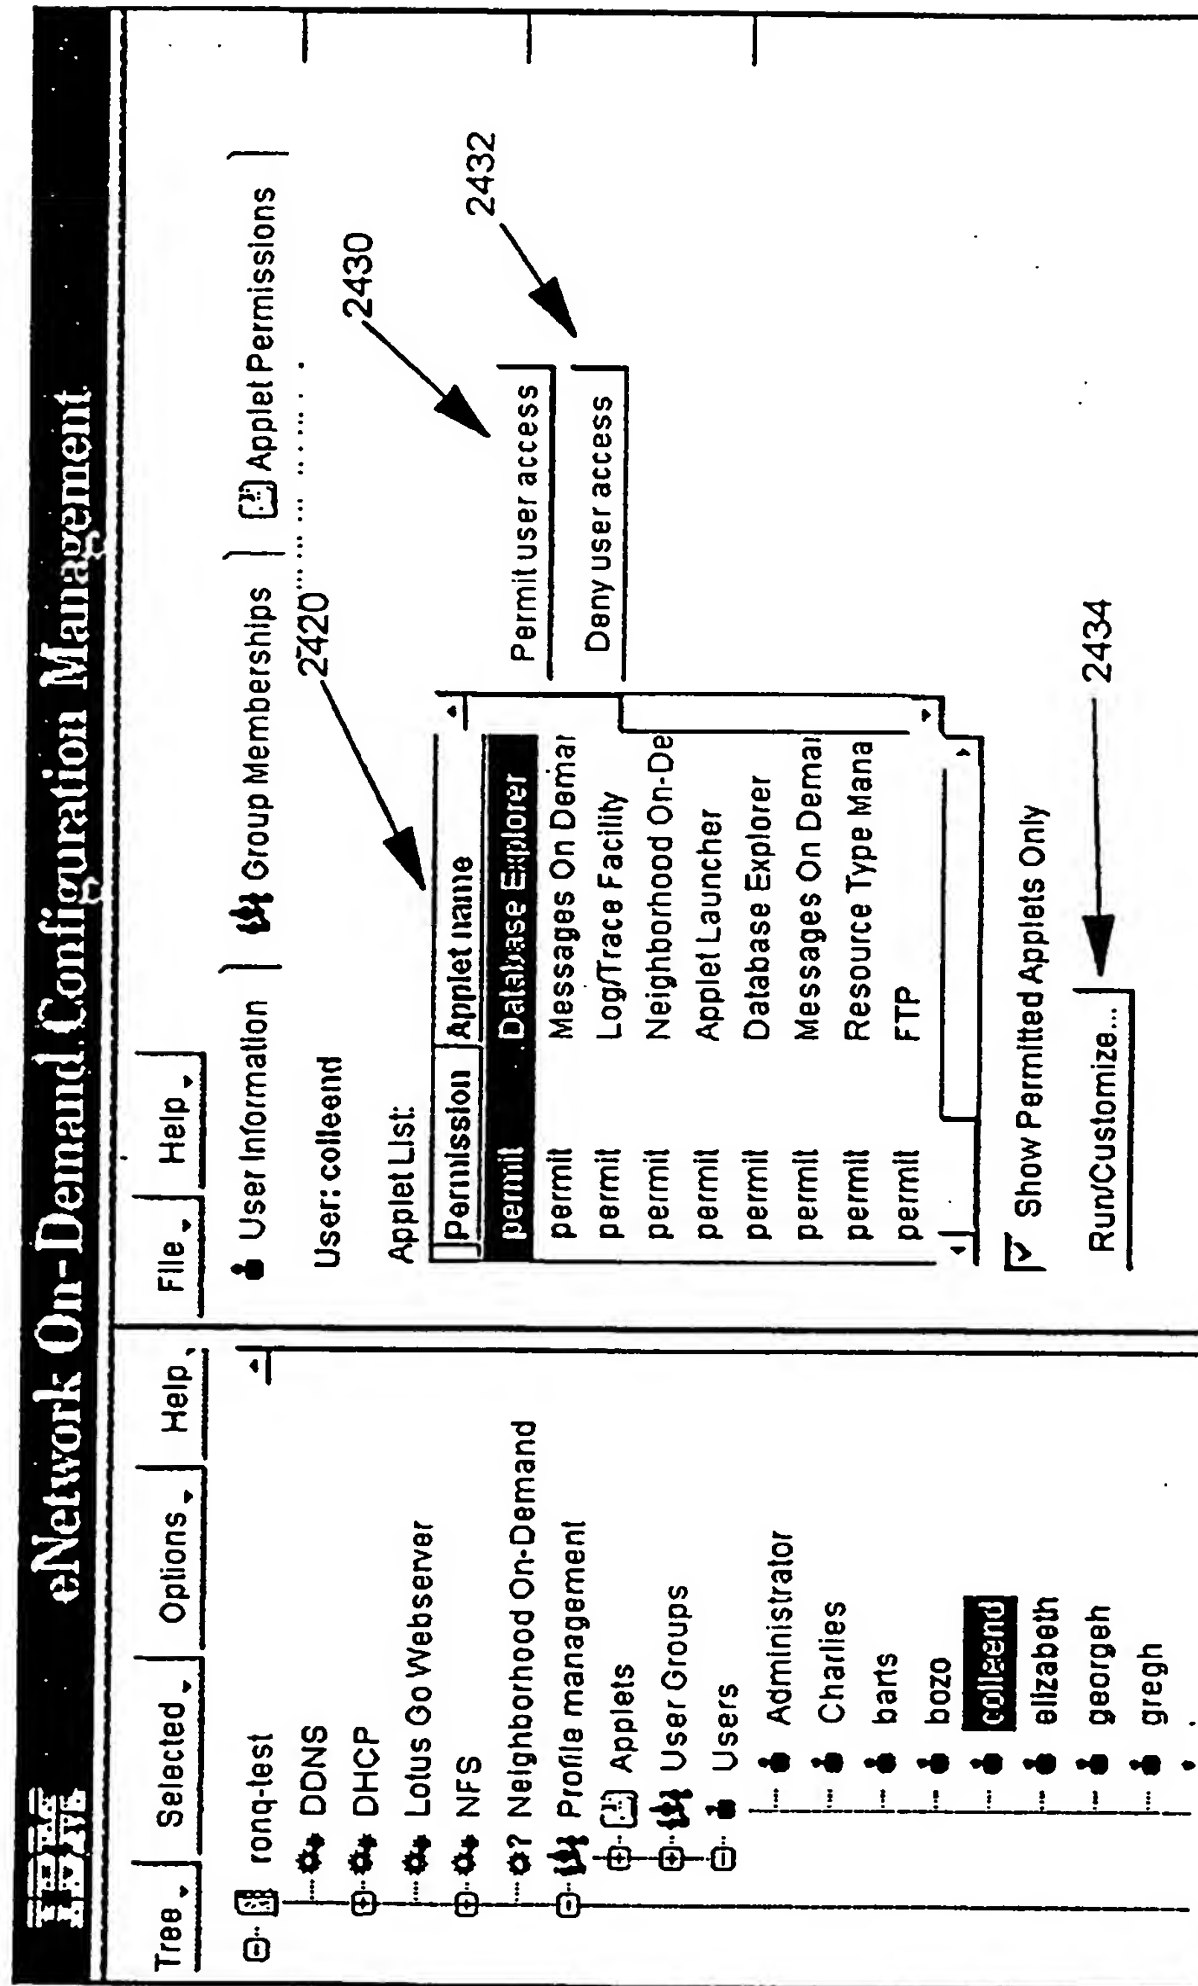 IBM eNetwork On-Demand Configuration Management
Tree Selected Options Help
ronq-test
DDNS
DHCP
Lotus Go Webserver
NFS
? Neighborhood On-Demand
Profile management
Applets
User Groups
Users
Administrator
Charlies
barts
bozo
colleend
elizabeth
georgeh
gregh
File Help
User Information Group Memberships Applet Permissions
User: colleend
2420
2430
2432
Applet List:
Permission Applet name
permit Database Explorer
permit Messages On Deman
permit Log/Trace Facility
permit Neighborhood On-De
permit Applet Launcher
permit Database Explorer
permit Messages On Deman
permit Resource Type Mana
permit FTP
Permit user access
Deny user access
Show Permitted Applets Only
Run/Customize...
2434